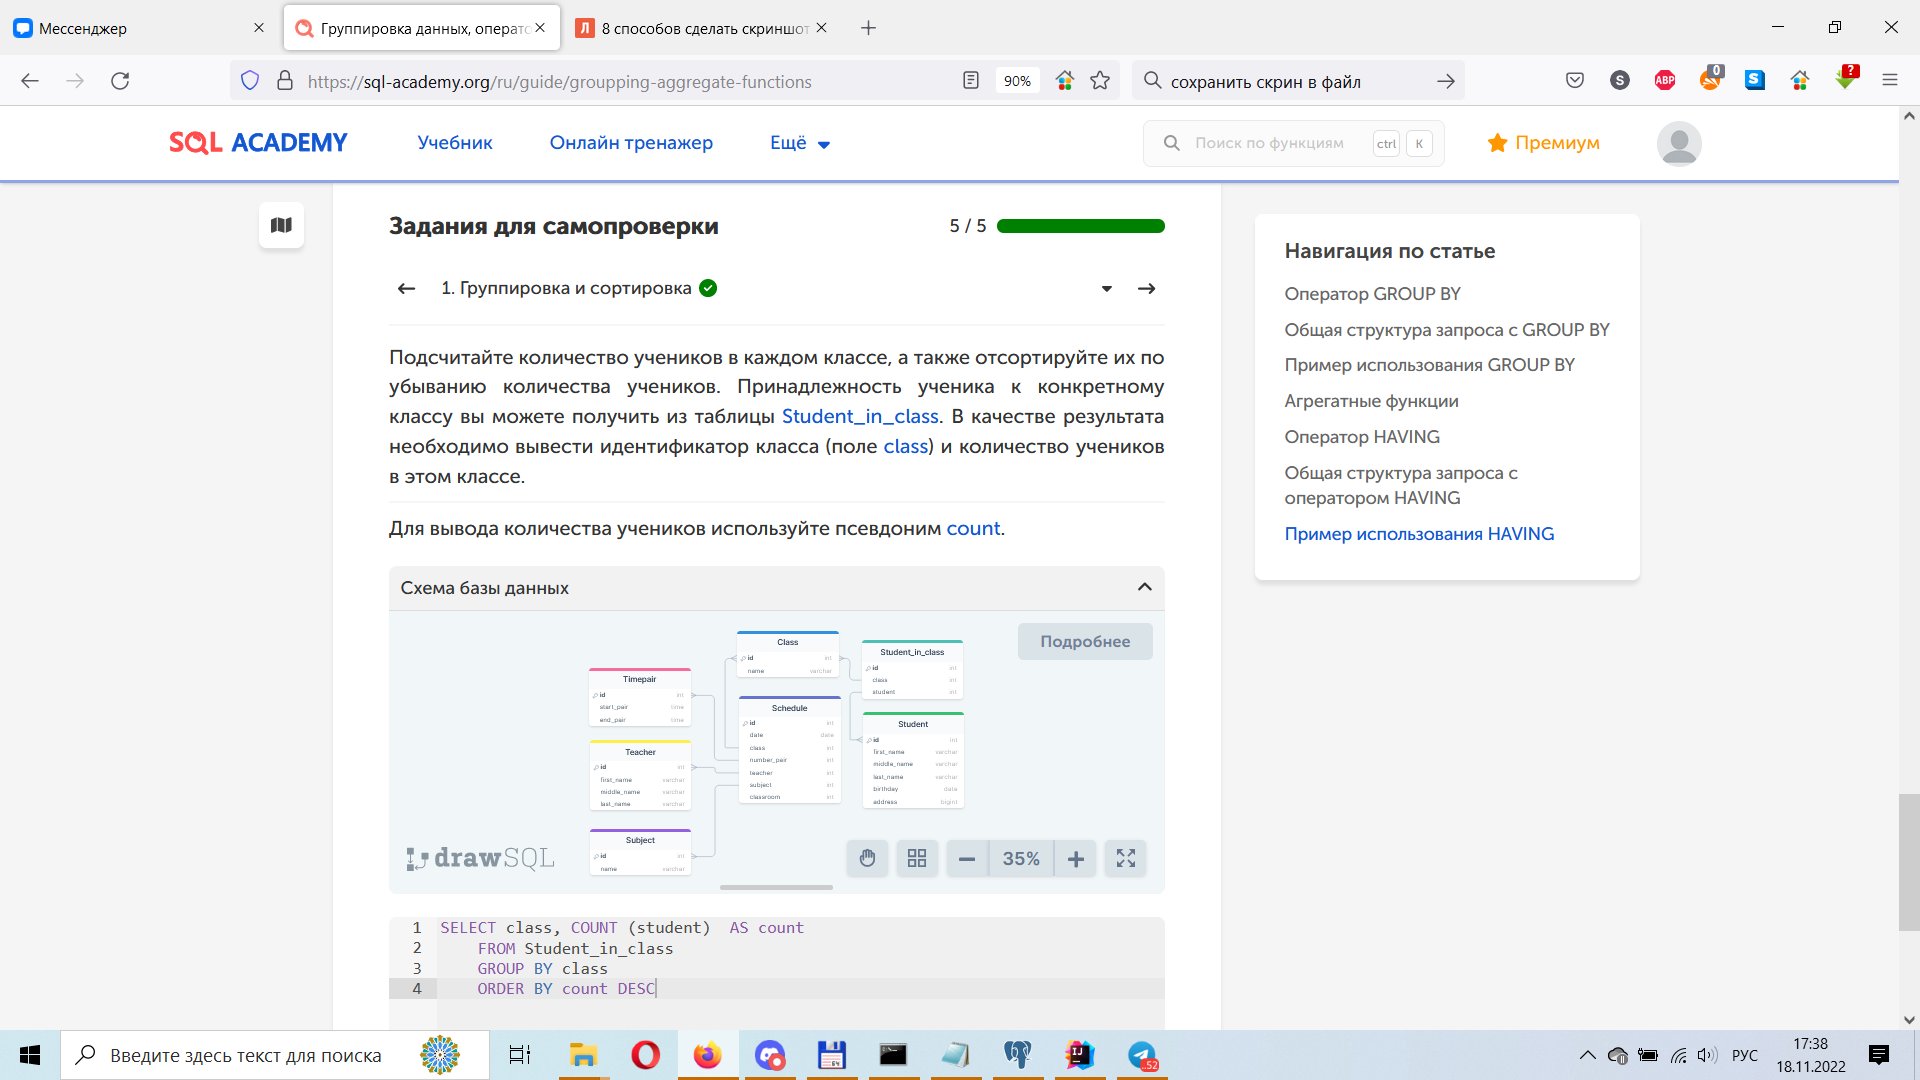 Мессенджер
Группировка данных, операто
8 способов сделать скриншот
https://sql-academy.org/ru/guide/groupping-aggregate-functions
90%
сохранить скрин в файл
S
ABP
0
S
?
SQL ACADEMY
Учебник
Онлайн тренажер
Ещё
Поиск по функциям
ctrl
K
Премиум
Задания для самопроверки
5 / 5
1. Группировка и сортировка
Подсчитайте количество учеников в каждом классе, а также отсортируйте их по
убыванию количества учеников. Принадлежность ученика к конкретному
классу вы можете получить из таблицы Student_in_class. В качестве результата
необходимо вывести идентификатор класса (поле class) и количество учеников
в этом классе.
Для вывода количества учеников используйте псевдоним count.
Схема базы данных
Подробнее
Timepair
id int
start_pair time
end_pair time
Teacher
id int
first_name varchar
middle_name varchar
last_name varchar
Subject
id int
name varchar
Class
id int
name varchar
Schedule
id int
date date
class int
number_pair int
teacher int
subject int
classroom int
Student_in_class
id int
class int
student int
Student
id int
first_name varchar
middle_name varchar
last_name varchar
birthday date
address bigint
drawSQL
35%
1 SELECT class, COUNT (student)  AS count
2 FROM Student_in_class
3 GROUP BY class
4 ORDER BY count DESC
Навигация по статье
Оператор GROUP BY
Общая структура запроса с GROUP BY
Пример использования GROUP BY
Агрегатные функции
Оператор HAVING
Общая структура запроса с
оператором HAVING
Пример использования HAVING
Введите здесь текст для поиска
64
IJ
..52
РУС
17:38
18.11.2022